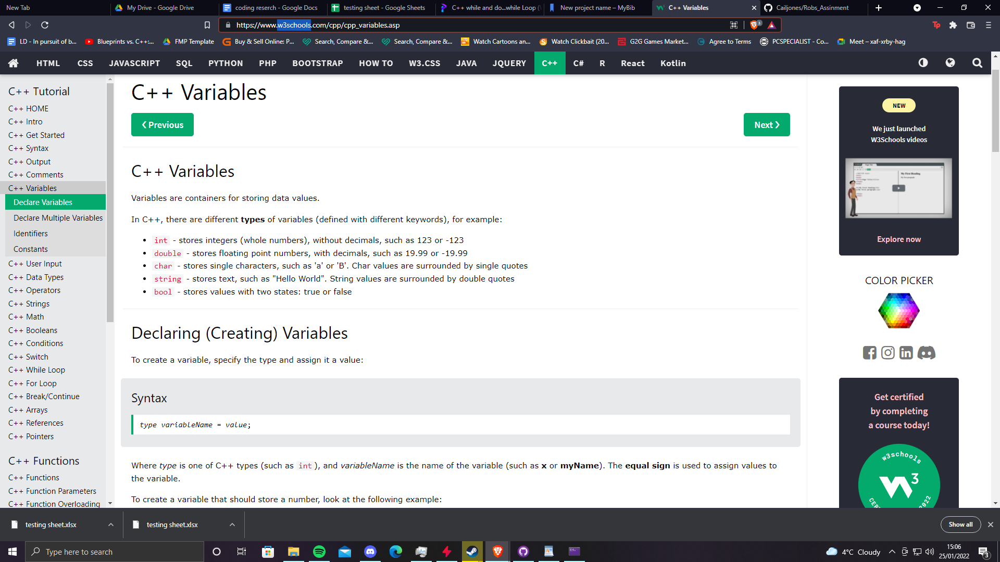 New Tab
My Drive - Google Drive
coding reserch - Google Docs
testing sheet - Google Sheets
C++ while and do...while Loop (
New project name – MyBib
C++ Variables
Cailjones/Robs_Assinment
https://www.w3schools.com/cpp/cpp_variables.asp
3
Tp
LD - In pursuit of b...
Blueprints vs. C++:...
FMP Template
Buy & Sell Online: P...
Search, Compare &...
Search, Compare &...
Watch Cartoons an...
Watch Clickbait (20...
G2G Games Market...
Agree to Terms
PCSPECIALIST - Co...
Meet – xaf-xrby-hag
HTML
CSS
JAVASCRIPT
SQL
PYTHON
PHP
BOOTSTRAP
HOW TO
W3.CSS
JAVA
JQUERY
C++
C#
R
React
Kotlin
C++ Tutorial
C++ HOME
C++ Intro
C++ Get Started
C++ Syntax
C++ Output
C++ Comments
C++ Variables
Declare Variables
Declare Multiple Variables
Identifiers
Constants
C++ User Input
C++ Data Types
C++ Operators
C++ Strings
C++ Math
C++ Booleans
C++ Conditions
C++ Switch
C++ While Loop
C++ For Loop
C++ Break/Continue
C++ Arrays
C++ References
C++ Pointers
C++ Functions
C++ Functions
C++ Function Parameters
C++ Function Overloading
C++ Variables
❮ Previous
Next ❯
C++ Variables
Variables are containers for storing data values.
In C++, there are different types of variables (defined with different keywords), for example:
• int - stores integers (whole numbers), without decimals, such as 123 or -123
• double - stores floating point numbers, with decimals, such as 19.99 or -19.99
• char - stores single characters, such as 'a' or 'B'. Char values are surrounded by single quotes
• string - stores text, such as "Hello World". String values are surrounded by double quotes
• bool - stores values with two states: true or false
Declaring (Creating) Variables
To create a variable, specify the type and assign it a value:
Syntax
type variableName = value;
Where type is one of C++ types (such as int), and variableName is the name of the variable (such as x or myName). The equal sign is used to assign values to
the variable.
To create a variable that should store a number, look at the following example:
NEW
We just launched
W3Schools videos
My First Heading
Explore now
COLOR PICKER
Get certified
by completing
a course today!
w3schools
3
CER
2022
testing sheet.xlsx
testing sheet.xlsx
Show all
Type here to search
4°C Cloudy
15:06
25/01/2022
3